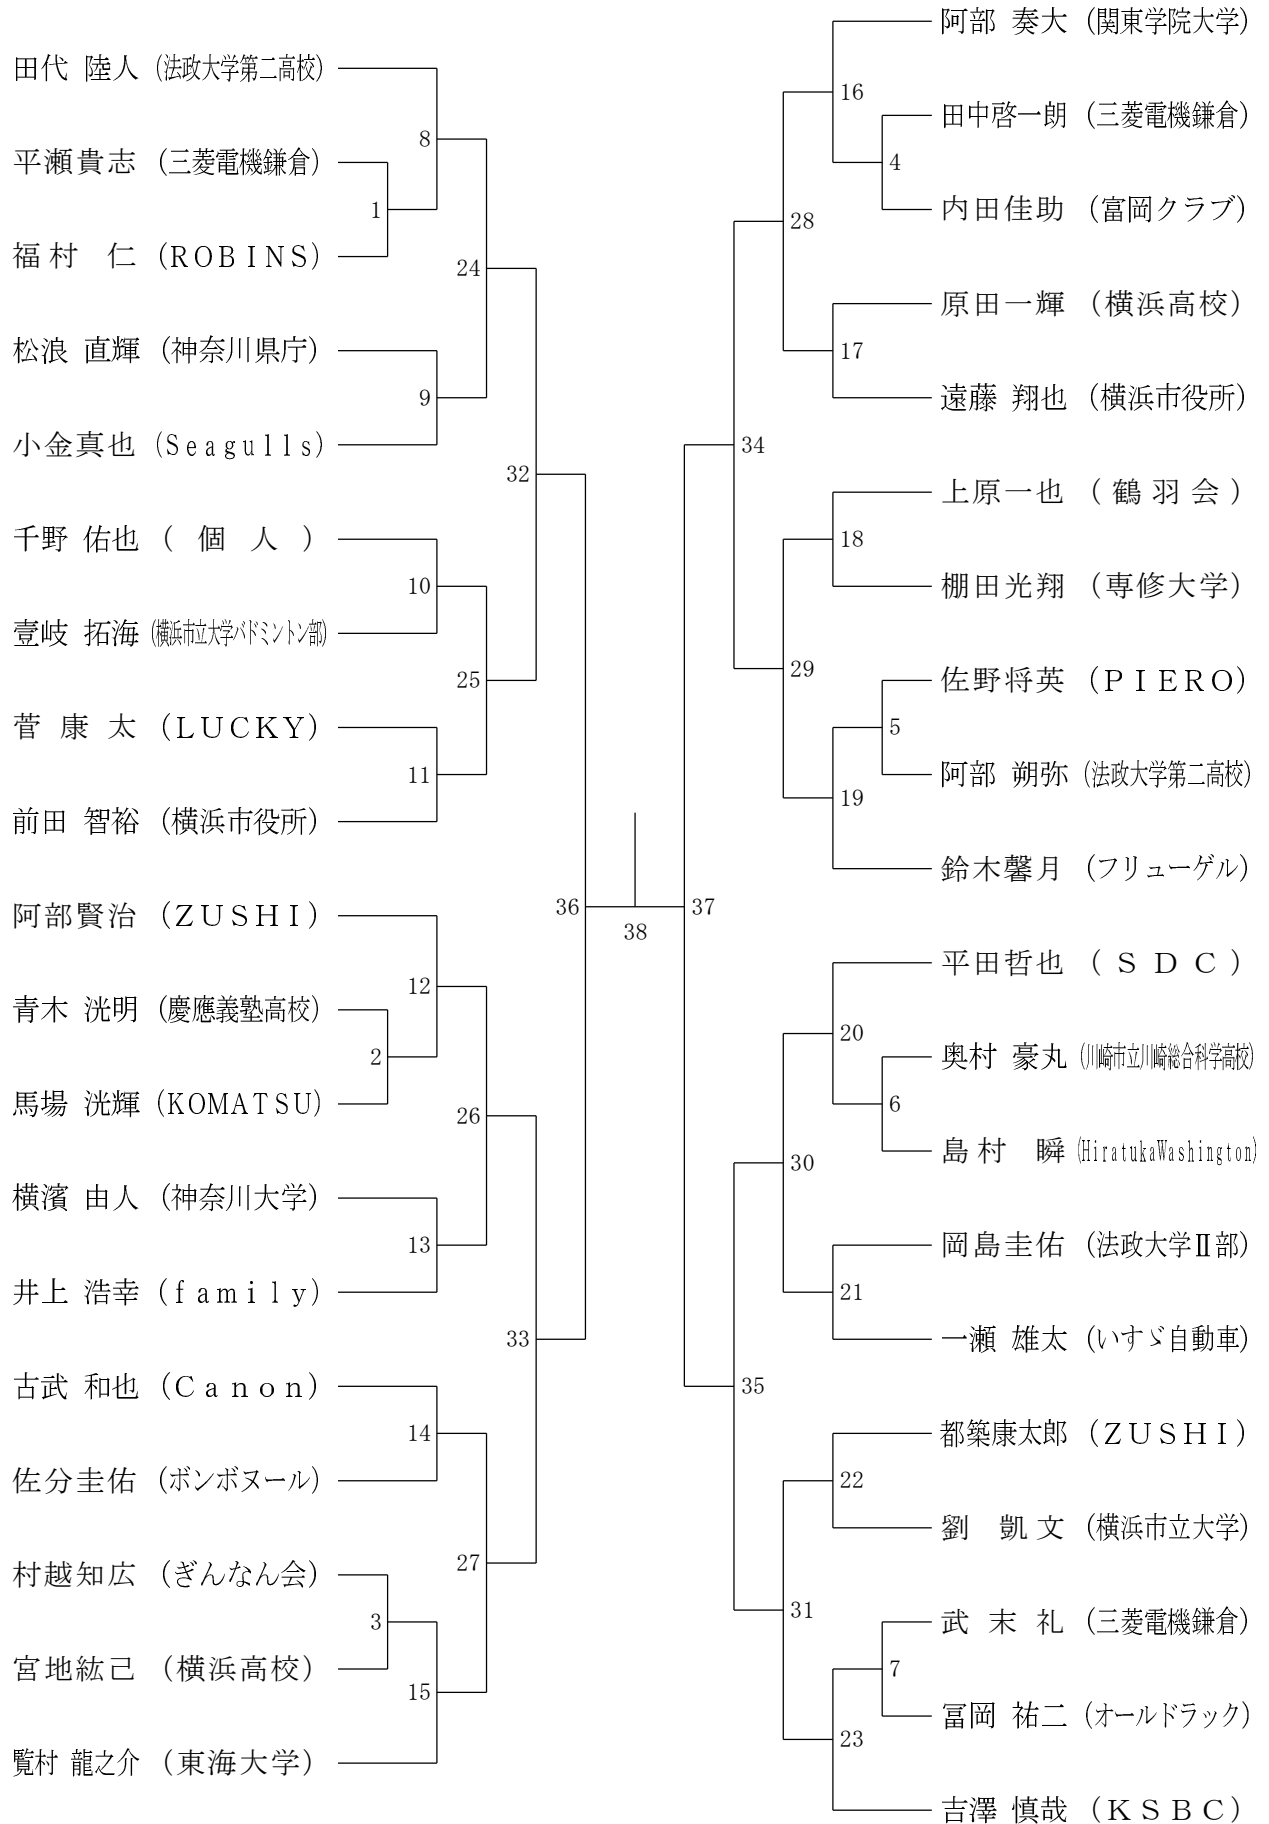 田代 陸人 (法政大学第二高校)
8
平瀬貴志 (三菱電機鎌倉)
1
福村 仁 (ROBINS)
24
松浪 直輝 (神奈川県庁)
9
小金真也 (Seagulls)
32
千野 佑也 (個人)
10
壹岐 拓海 (横浜市立大学バドミントン部)
25
菅 康 太 (LUCKY)
11
前田 智裕 (横浜市役所)
36
阿部賢治 (ZUSHI)
12
青木 洸明 (慶應義塾高校)
2
馬場 洸輝 (KOMATSU)
26
横濱 由人 (神奈川大学)
13
井上 浩幸 (family)
33
古武 和也 (Canon)
14
佐分圭佑 (ボンボヌール)
27
村越知広 (ぎんなん会)
3
宮地紘己 (横浜高校)
15
覧村 龍之介 (東海大学)
38
阿部 奏大 (関東学院大学)
16
田中啓一朗 (三菱電機鎌倉)
4
内田佳助 (富岡クラブ)
28
原田一輝 (横浜高校)
17
遠藤 翔也 (横浜市役所)
34
上原一也 (鶴羽会)
18
棚田光翔 (専修大学)
29
佐野将英 (PIERO)
5
阿部 朔弥 (法政大学第二高校)
19
鈴木馨月 (フリューゲル)
37
平田哲也 (SDC)
20
奥村 豪丸 (川崎市立川崎総合科学高校)
6
島村 瞬 (HiratukaWashington)
30
岡島圭佑 (法政大学Ⅱ部)
21
一瀬 雄太 (いすゞ自動車)
35
都築康太郎 (ZUSHI)
22
劉 凱文 (横浜市立大学)
31
武 末 礼 (三菱電機鎌倉)
7
冨岡 祐二 (オールドラック)
23
吉澤 慎哉 (KSBC)